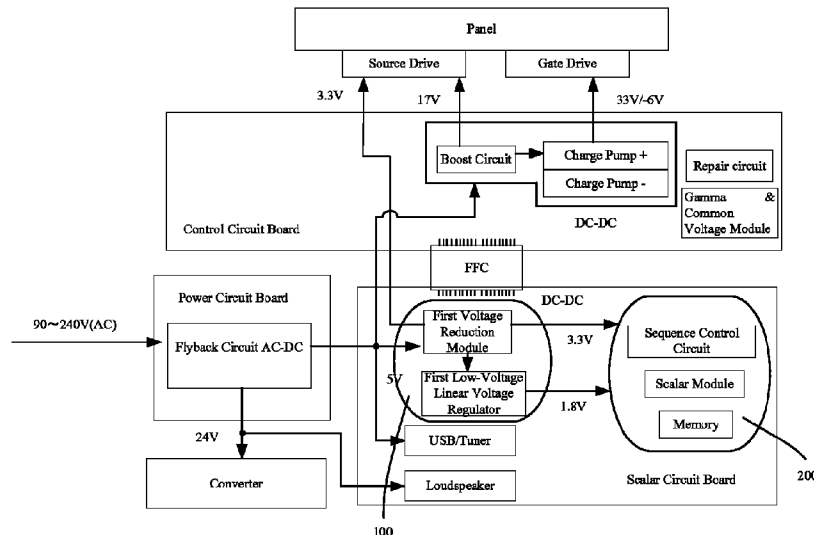 Panel
Source Drive
Gate Drive
3.3V
17V
33V/-6V
Boost Circuit
Charge Pump +
Charge Pump -
Repair circuit
Gamma &
Common
Voltage Module
DC-DC
Control Circuit Board
FFC
Power Circuit Board
DC-DC
90～240V(AC)
Flyback Circuit AC-DC
First Voltage
Reduction
Module
3.3V
Sequence Control
Circuit
5V
First Low-Voltage
Linear Voltage
Regulator
1.8V
Scalar Module
Memory
24V
USB/Tuner
200
Converter
Loudspeaker
Scalar Circuit Board
100